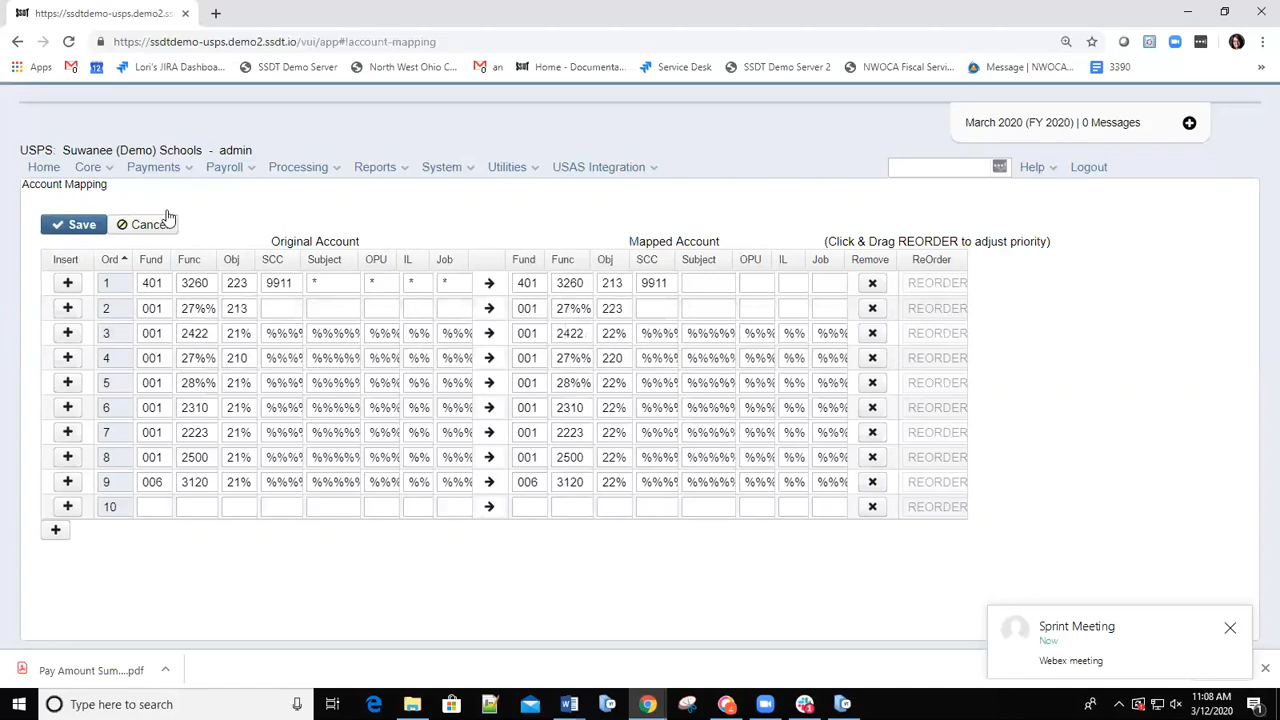 https://ssdtdemo-usps.demo2.ss
https://ssdtdemo-usps.demo2.ssdt.io/vui/app#!account-mapping
Apps Lori's JIRA Dashboa... SSDT Demo Server North West Ohio C... an Home - Documenta... Service Desk SSDT Demo Server 2 NWOCA Fiscal Servi... Message | NWOCA... 3390
March 2020 (FY 2020) | 0 Messages
USPS: Suwanee (Demo) Schools - admin
Home Core Payments Payroll Processing Reports System Utilities USAS Integration Help Logout
Account Mapping
Save Cance
Original Account Mapped Account (Click & Drag REORDER to adjust priority)
Insert Ord Fund Func Obj SCC Subject OPU IL Job Fund Func Obj SCC Subject OPU IL Job Remove ReOrder
1 401 3260 223 9911 * * * * 401 3260 213 9911 REORDER
2 001 27%% 213 001 27%% 223 REORDER
3 001 2422 21% %%%% %%%%% %%% %% %%% 001 2422 22% %%%% %%%%% %%% %% %%% REORDER
4 001 27%% 210 %%%% %%%%% %%% %% %%% 001 27%% 220 %%%% %%%%% %%% %% %%% REORDER
5 001 28%% 21% %%%% %%%%% %%% %% %%% 001 28%% 22% %%%% %%%%% %%% %% %%% REORDER
6 001 2310 21% %%%% %%%%% %%% %% %%% 001 2310 22% %%%% %%%%% %%% %% %%% REORDER
7 001 2223 21% %%%% %%%%% %%% %% %%% 001 2223 22% %%%% %%%%% %%% %% %%% REORDER
8 001 2500 21% %%%% %%%%% %%% %% %%% 001 2500 22% %%%% %%%%% %%% %% %%% REORDER
9 006 3120 21% %%%% %%%%% %%% %% %%% 006 3120 22% %%%% %%%%% %%% %% %%% REORDER
10 REORDER
Sprint Meeting
Now
Webex meeting
Pay Amount Sum....pdf
Type here to search
11:08 AM
3/12/2020